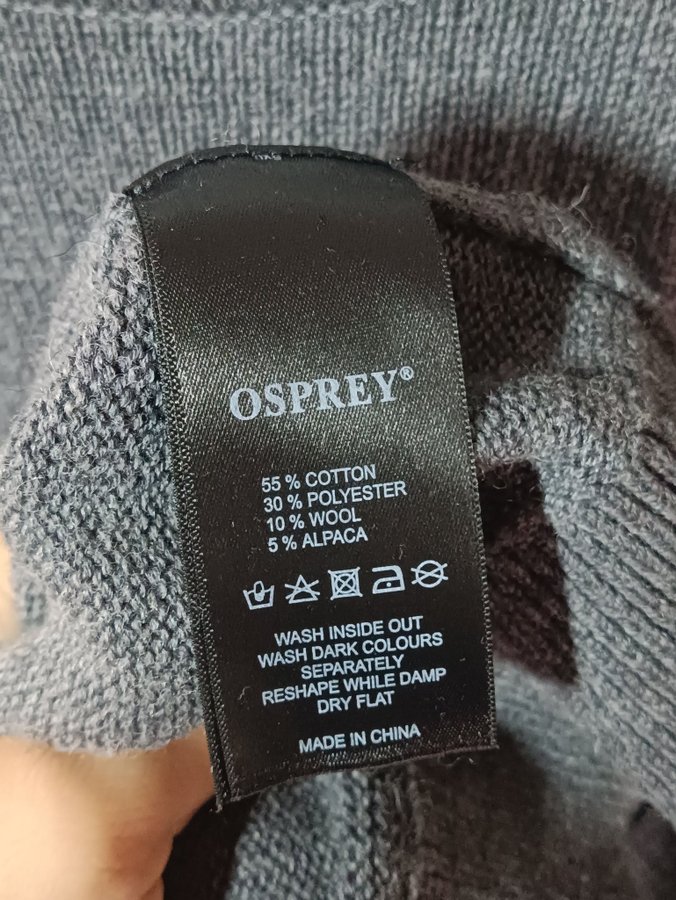 OSPREY®
55 % COTTON
30 % POLYESTER
10 % WOOL
5 % ALPACA
WASH INSIDE OUT
WASH DARK COLOURS
SEPARATELY
RESHAPE WHILE DAMP
DRY FLAT
MADE IN CHINA